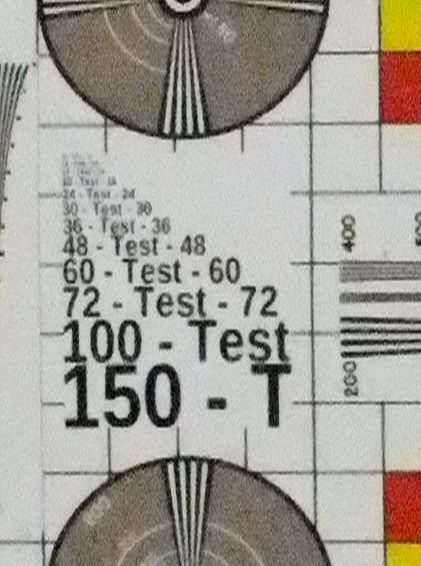 24 - Test - 24
30 - Test - 30
36 - Test - 36
48 - Test - 48
60 - Test - 60
72 - Test - 72
100 - Test
150 - T
400
200